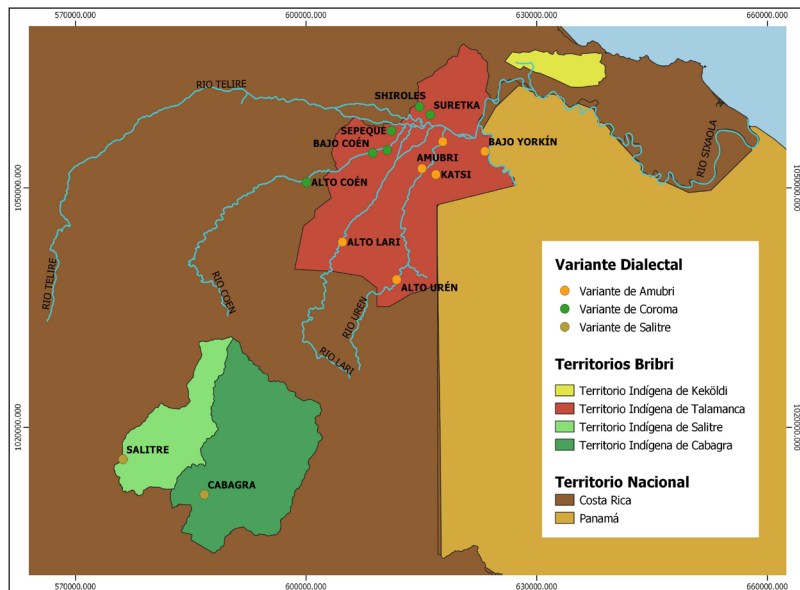 570000.000
600000.000
630000.000
660000.000
RIO TELIRE
SHIROLES
SURETKA
SEPEQUE
BAJO COÉN
BAJO YORKÍN
RIO SIXAOLA
AMUBRI
KATSI
ALTO COÉN
1050000.000
1050000.000
ALTO LARI
RIO TELIRE
RIO COEN
ALTO URÉN
RIO UREN
RIO LARI
Variante Dialectal
Variante de Amubri
Variante de Coroma
Variante de Salitre
Territorios Bribri
Territorio Indígena de Keköldi
Territorio Indígena de Talamanca
Territorio Indígena de Salitre
Territorio Indígena de Cabagra
Territorio Nacional
Costa Rica
Panamá
1020000.000
1020000.000
SALITRE
CABAGRA
570000.000
600000.000
630000.000
660000.000